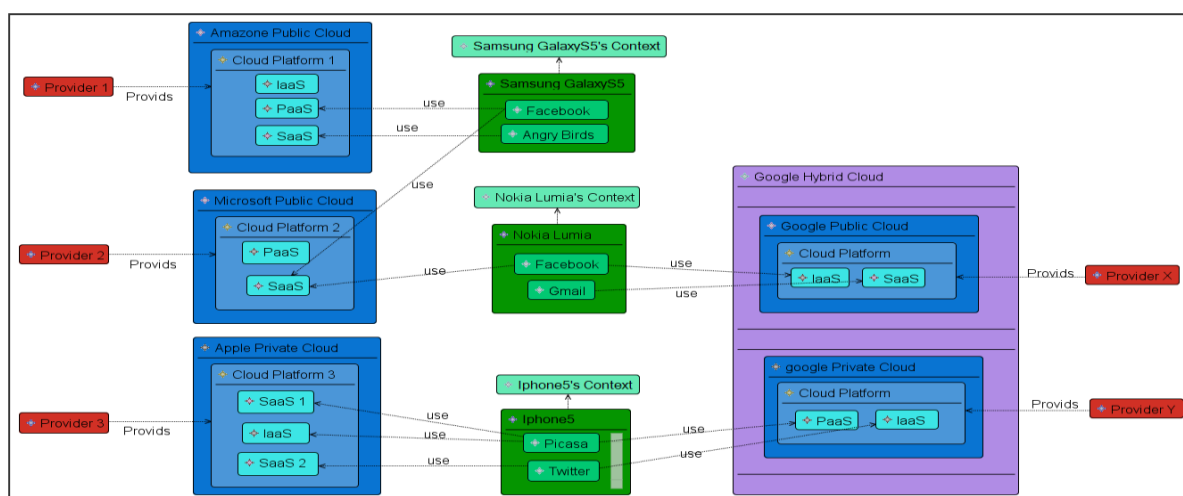 Amazone Public Cloud
Cloud Platform 1
IaaS
PaaS
SaaS
Provider 1
Provids
Samsung GalaxyS5's Context
Samsung GalaxyS5
Facebook
Angry Birds
use
use
use
Microsoft Public Cloud
Cloud Platform 2
PaaS
SaaS
Provider 2
Provids
Nokia Lumia's Context
Nokia Lumia
Facebook
Gmail
use
use
use
Google Hybrid Cloud
Google Public Cloud
Cloud Platform
IaaS
SaaS
Provids
Provider X
Apple Private Cloud
Cloud Platform 3
SaaS 1
IaaS
SaaS 2
Provider 3
Provids
Iphone5's Context
Iphone5
Picasa
Twitter
use
use
use
use
use
google Private Cloud
Cloud Platform
PaaS
IaaS
Provids
Provider Y